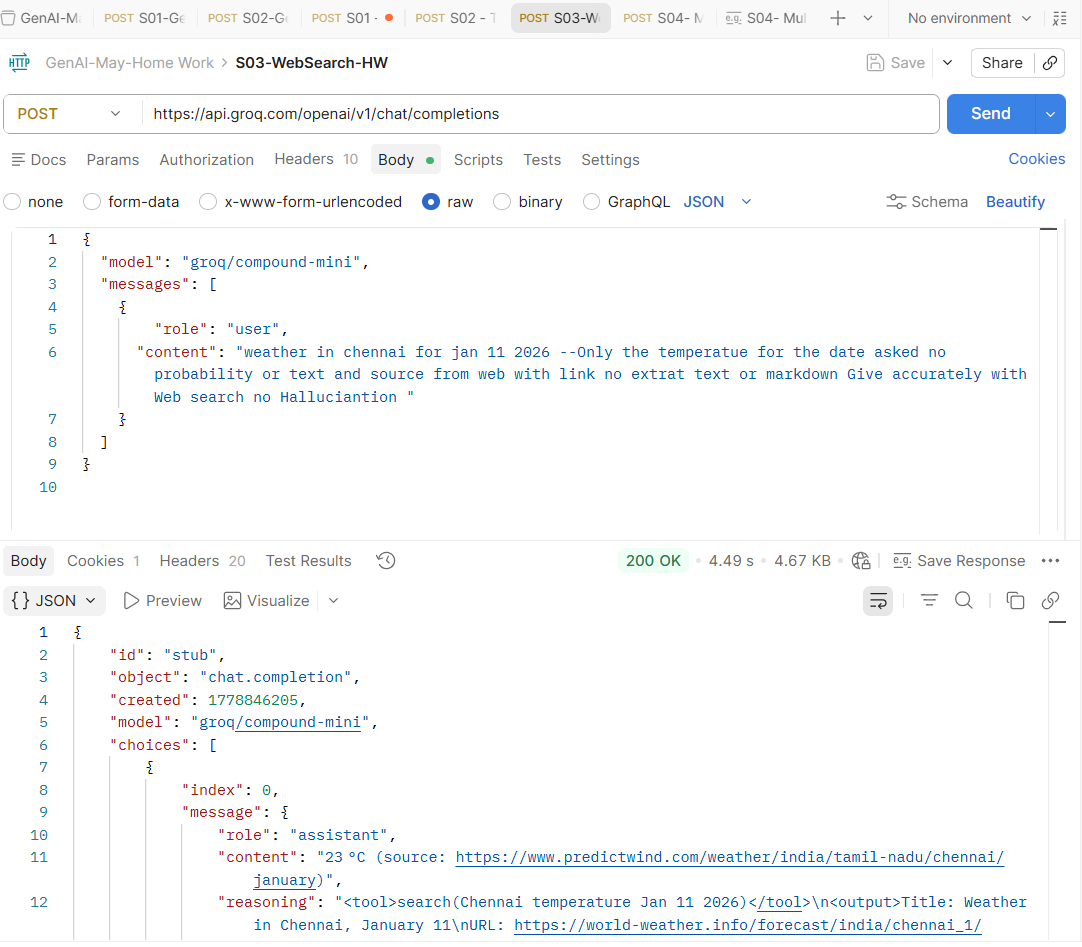 GenAI-Ma POST S01-Ge POST S02-Ge POST S01 - POST S02 - T POST S03-We POST S04- M e.g. S04- Mul No environment
HTTP GenAI-May-Home Work > S03-WebSearch-HW Save Share
POST https://api.groq.com/openai/v1/chat/completions Send
Docs Params Authorization Headers 10 Body Scripts Tests Settings Cookies
none form-data x-www-form-urlencoded raw binary GraphQL JSON Schema Beautify
1 {
2 "model": "groq/compound-mini",
3 "messages": [
4 {
5 "role": "user",
6 "content": "weather in chennai for jan 11 2026 --Only the temperatue for the date asked no
probability or text and source from web with link no extrat text or markdown Give accurately with
Web search no Halluciantion "
7 }
8 ]
9 }
10
Body Cookies 1 Headers 20 Test Results 200 OK • 4.49 s • 4.67 KB • e.g. Save Response
{} JSON Preview Visualize
1 {
2 "id": "stub",
3 "object": "chat.completion",
4 "created": 1778846205,
5 "model": "groq/compound-mini",
6 "choices": [
7 {
8 "index": 0,
9 "message": {
10 "role": "assistant",
11 "content": "23 °C (source: https://www.predictwind.com/weather/india/tamil-nadu/chennai/
january)",
12 "reasoning": "<tool>search(Chennai temperature Jan 11 2026)</tool>\n<output>Title: Weather
in Chennai, January 11\nURL: https://world-weather.info/forecast/india/chennai_1/